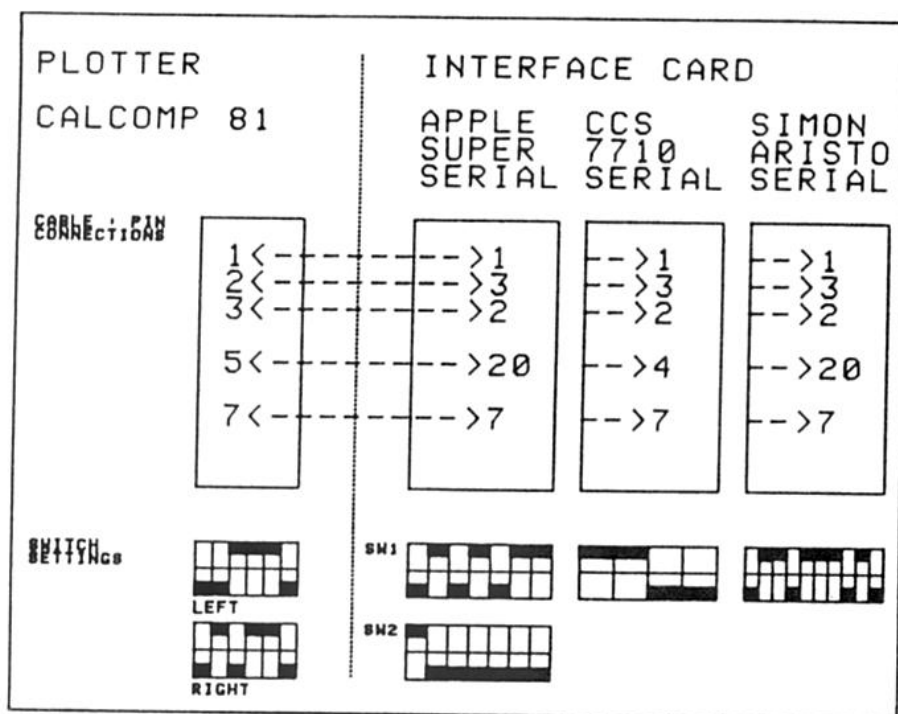 PLOTTER
INTERFACE CARD
CALCOMP 81
APPLE SUPER SERIAL
CCS 7710 SERIAL
SIMON ARISTO SERIAL
CABLE : PIN
CONNECTIONS
1<------->1 -->1 -->1
2<------->3 -->3 -->3
3<------->2 -->2 -->2
5<------->20 -->4 -->20
7<------->7 -->7 -->7
SWITCH
SETTINGS
LEFT
SW1
RIGHT
SW2